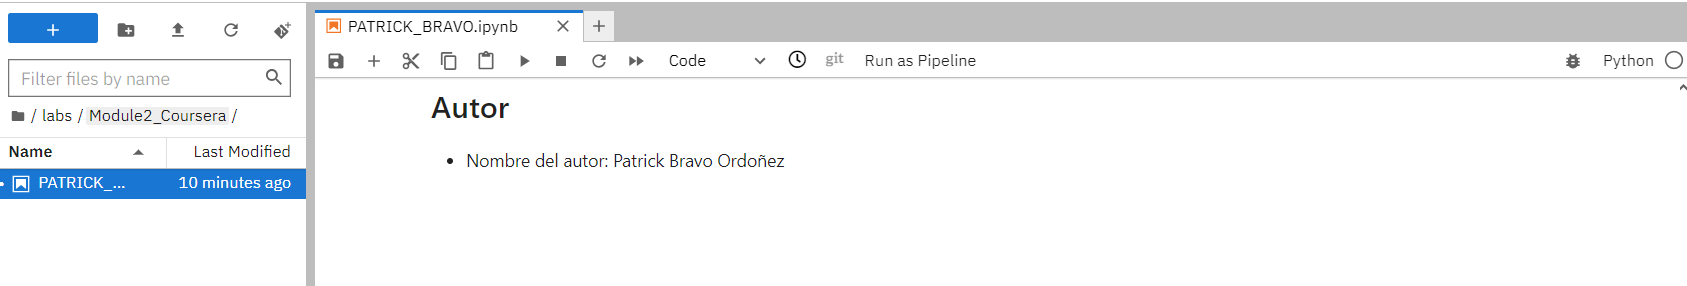 PATRICK_BRAVO.ipynb
Filter files by name
Code
git
Run as Pipeline
Python
/ labs / Module2_Coursera /
Name
Last Modified
PATRICK_...
10 minutes ago
Autor
Nombre del autor: Patrick Bravo Ordoñez